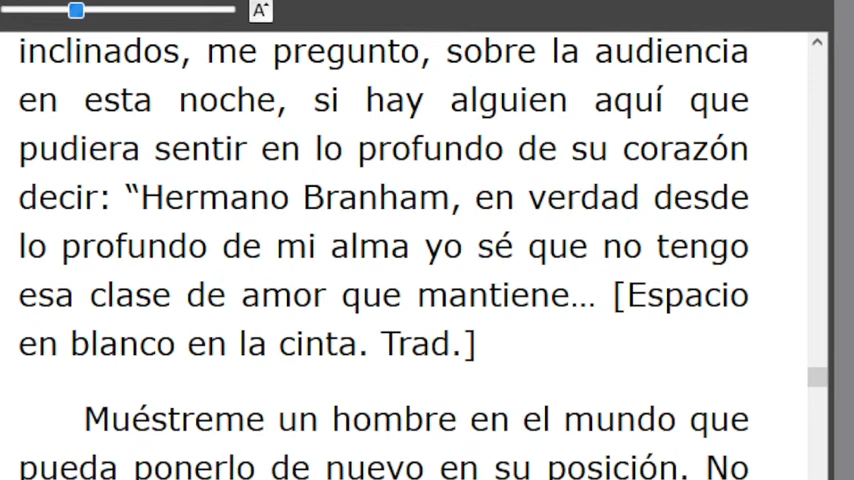 A
inclinados, me pregunto, sobre la audiencia
en esta noche, si hay alguien aquí que
pudiera sentir en lo profundo de su corazón
decir: “Hermano Branham, en verdad desde
lo profundo de mi alma yo sé que no tengo
esa clase de amor que mantiene… [Espacio
en blanco en la cinta. Trad.]
Muéstreme un hombre en el mundo que
pueda ponerlo de nuevo en su posición. No